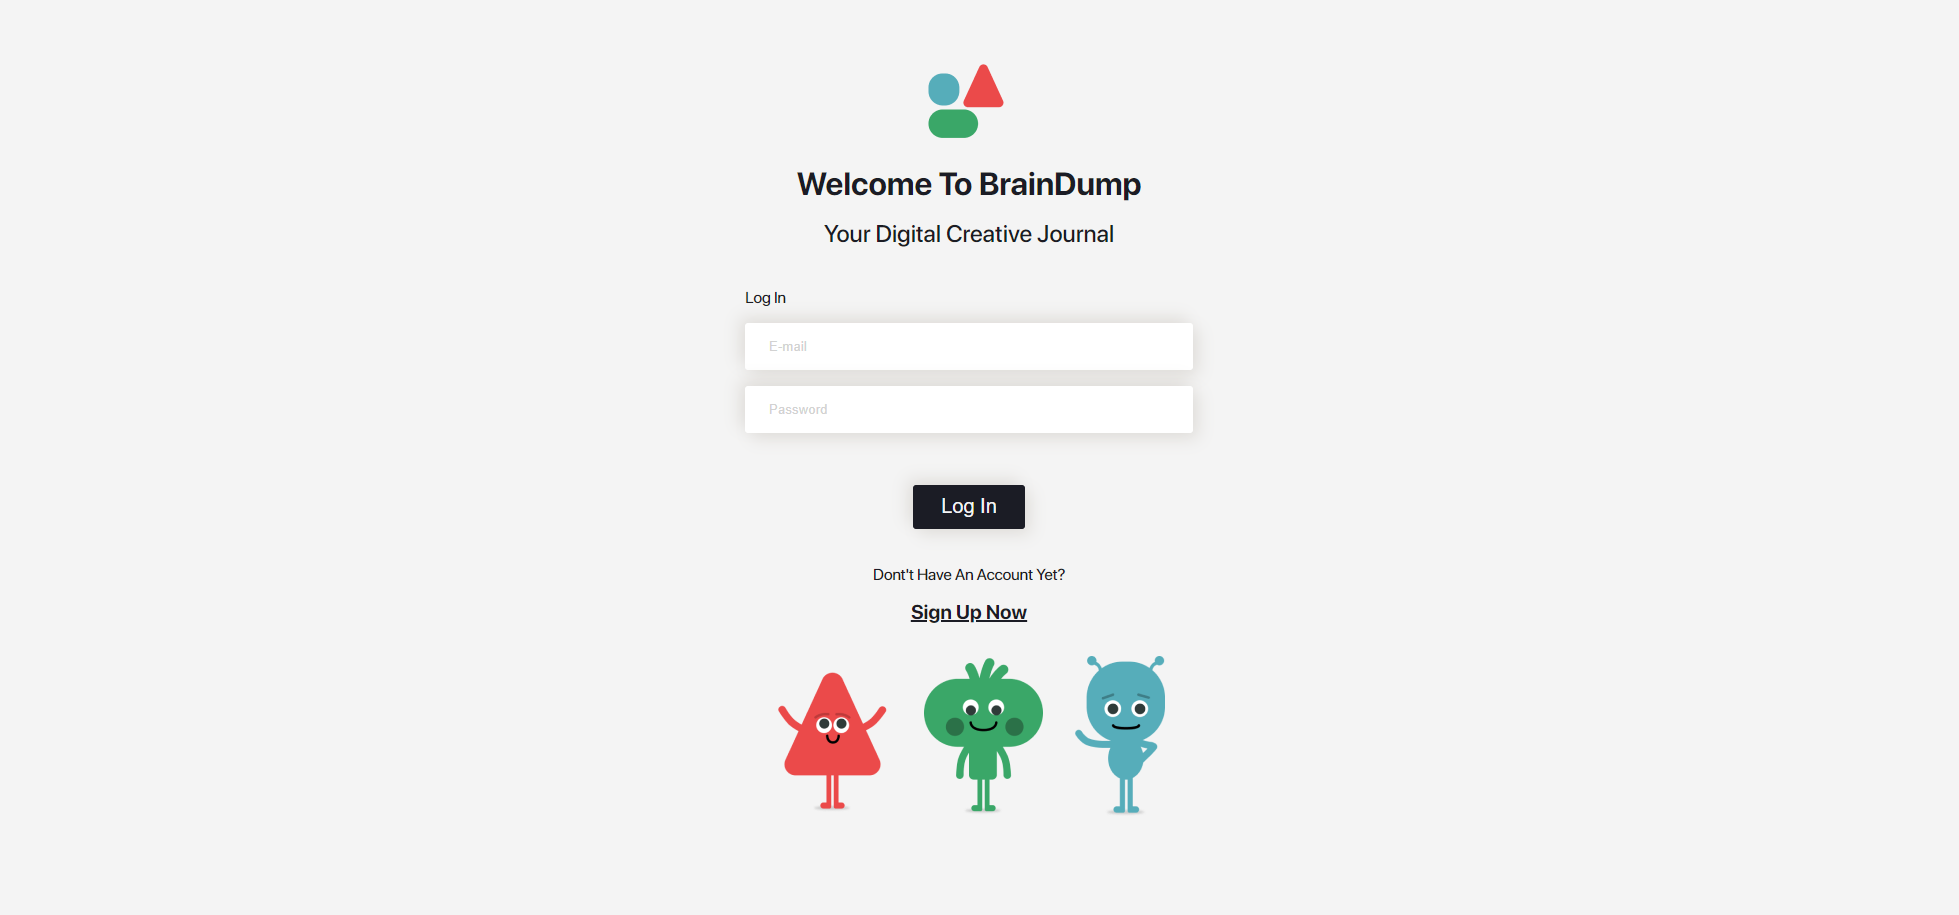 Welcome To BrainDump
Your Digital Creative Journal
Log In
E-mail
Password
Log In
Dont't Have An Account Yet?
Sign Up Now